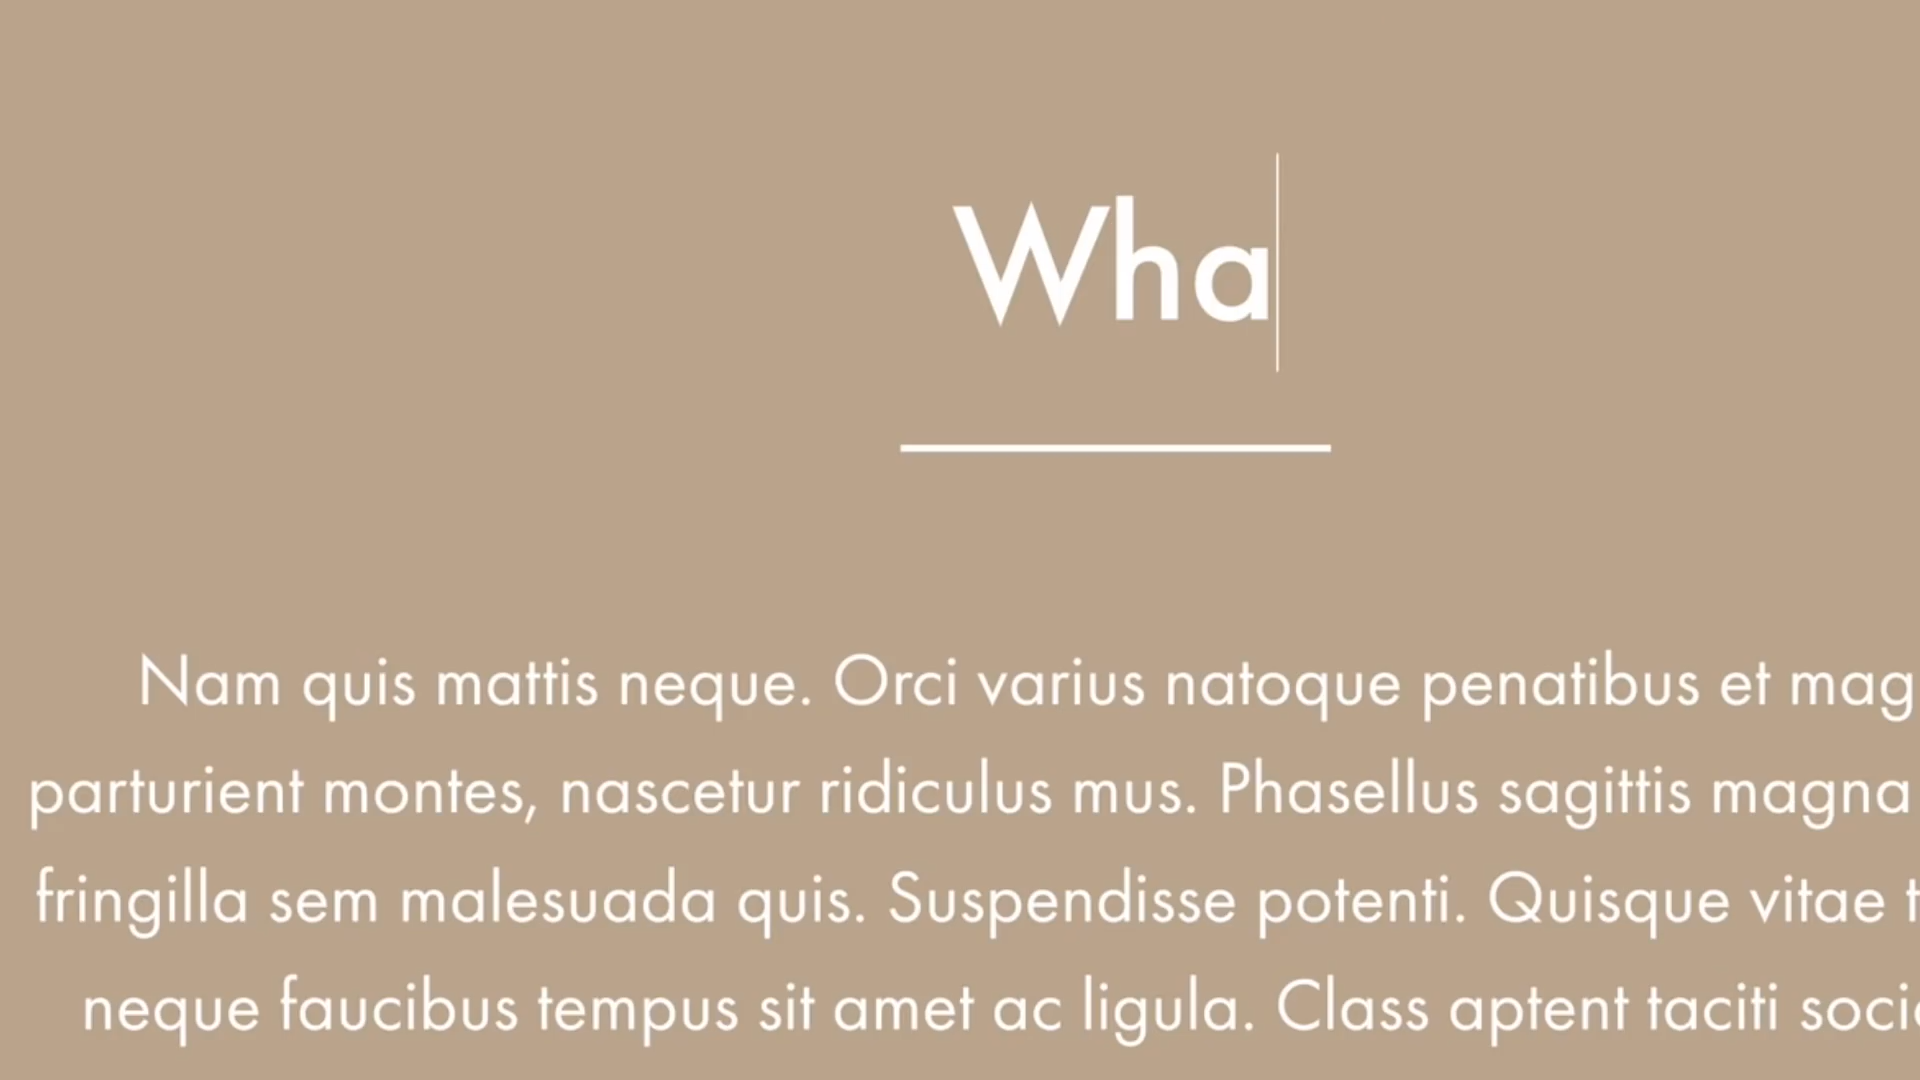 Wha
Nam quis mattis neque. Orci varius natoque penatibus et mag
parturient montes, nascetur ridiculus mus. Phasellus sagittis magna
fringilla sem malesuada quis. Suspendisse potenti. Quisque vitae t
neque faucibus tempus sit amet ac ligula. Class aptent taciti soci